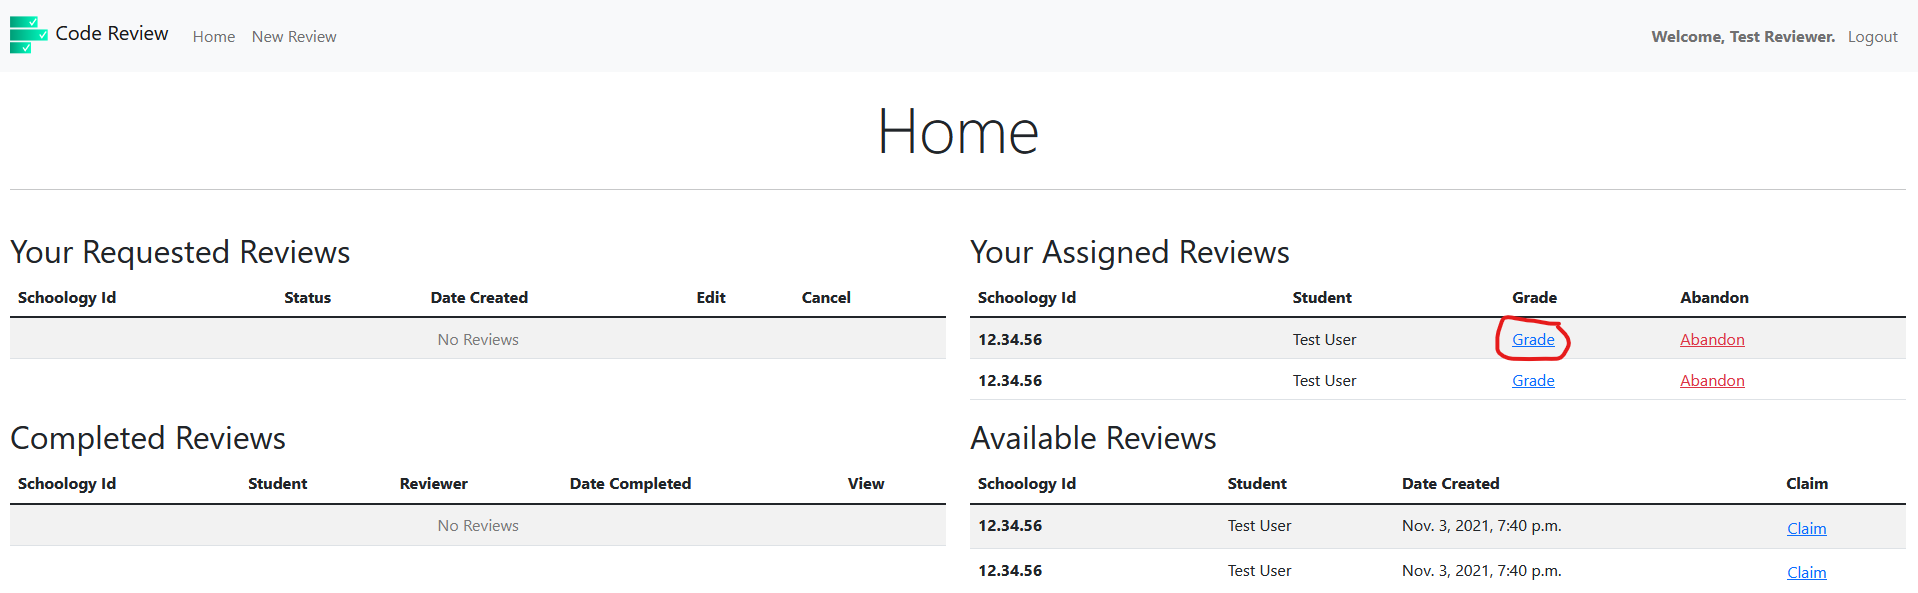 Code Review Home New Review Welcome, Test Reviewer. Logout
Home
Your Requested Reviews
Schoology Id Status Date Created Edit Cancel
No Reviews
Your Assigned Reviews
Schoology Id Student Grade Abandon
12.34.56 Test User Grade Abandon
12.34.56 Test User Grade Abandon
Completed Reviews
Schoology Id Student Reviewer Date Completed View
No Reviews
Available Reviews
Schoology Id Student Date Created Claim
12.34.56 Test User Nov. 3, 2021, 7:40 p.m. Claim
12.34.56 Test User Nov. 3, 2021, 7:40 p.m. Claim